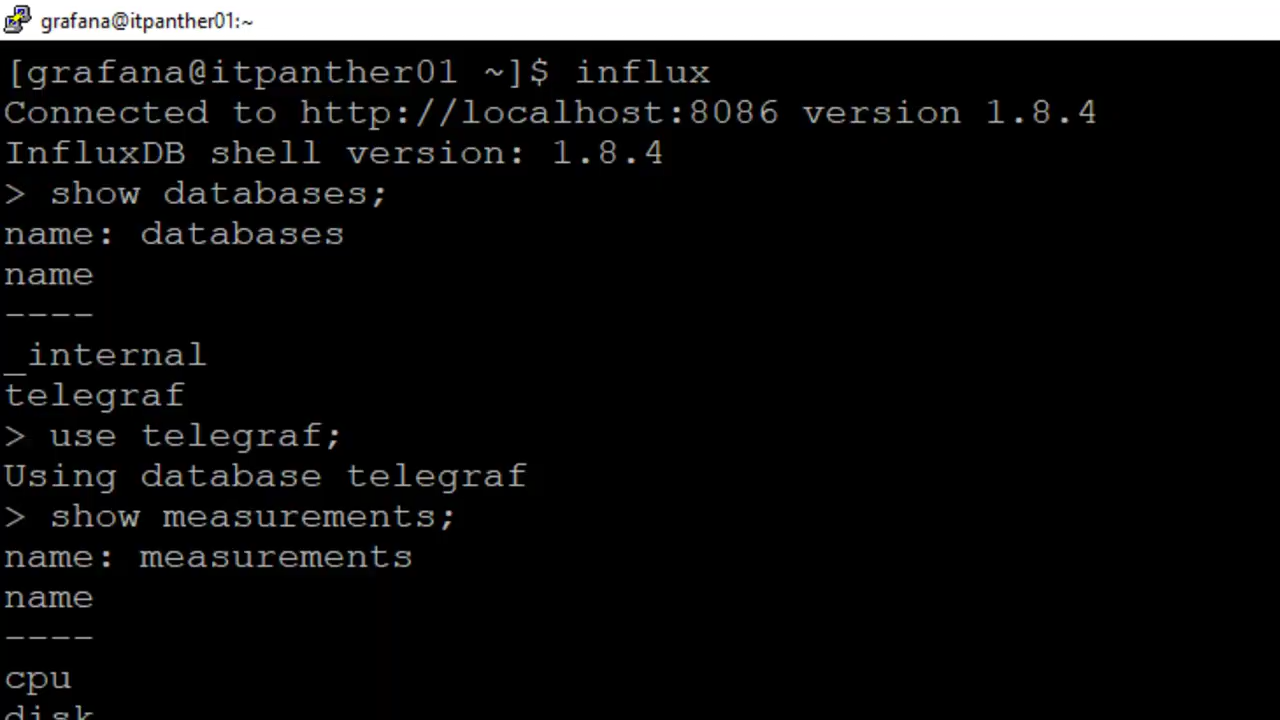 grafana@itpanther01:~
[grafana@itpanther01 ~]$ influx
Connected to http://localhost:8086 version 1.8.4
InfluxDB shell version: 1.8.4
> show databases;
name: databases
name
----
_internal
telegraf
> use telegraf;
Using database telegraf
> show measurements;
name: measurements
name
----
cpu
disk